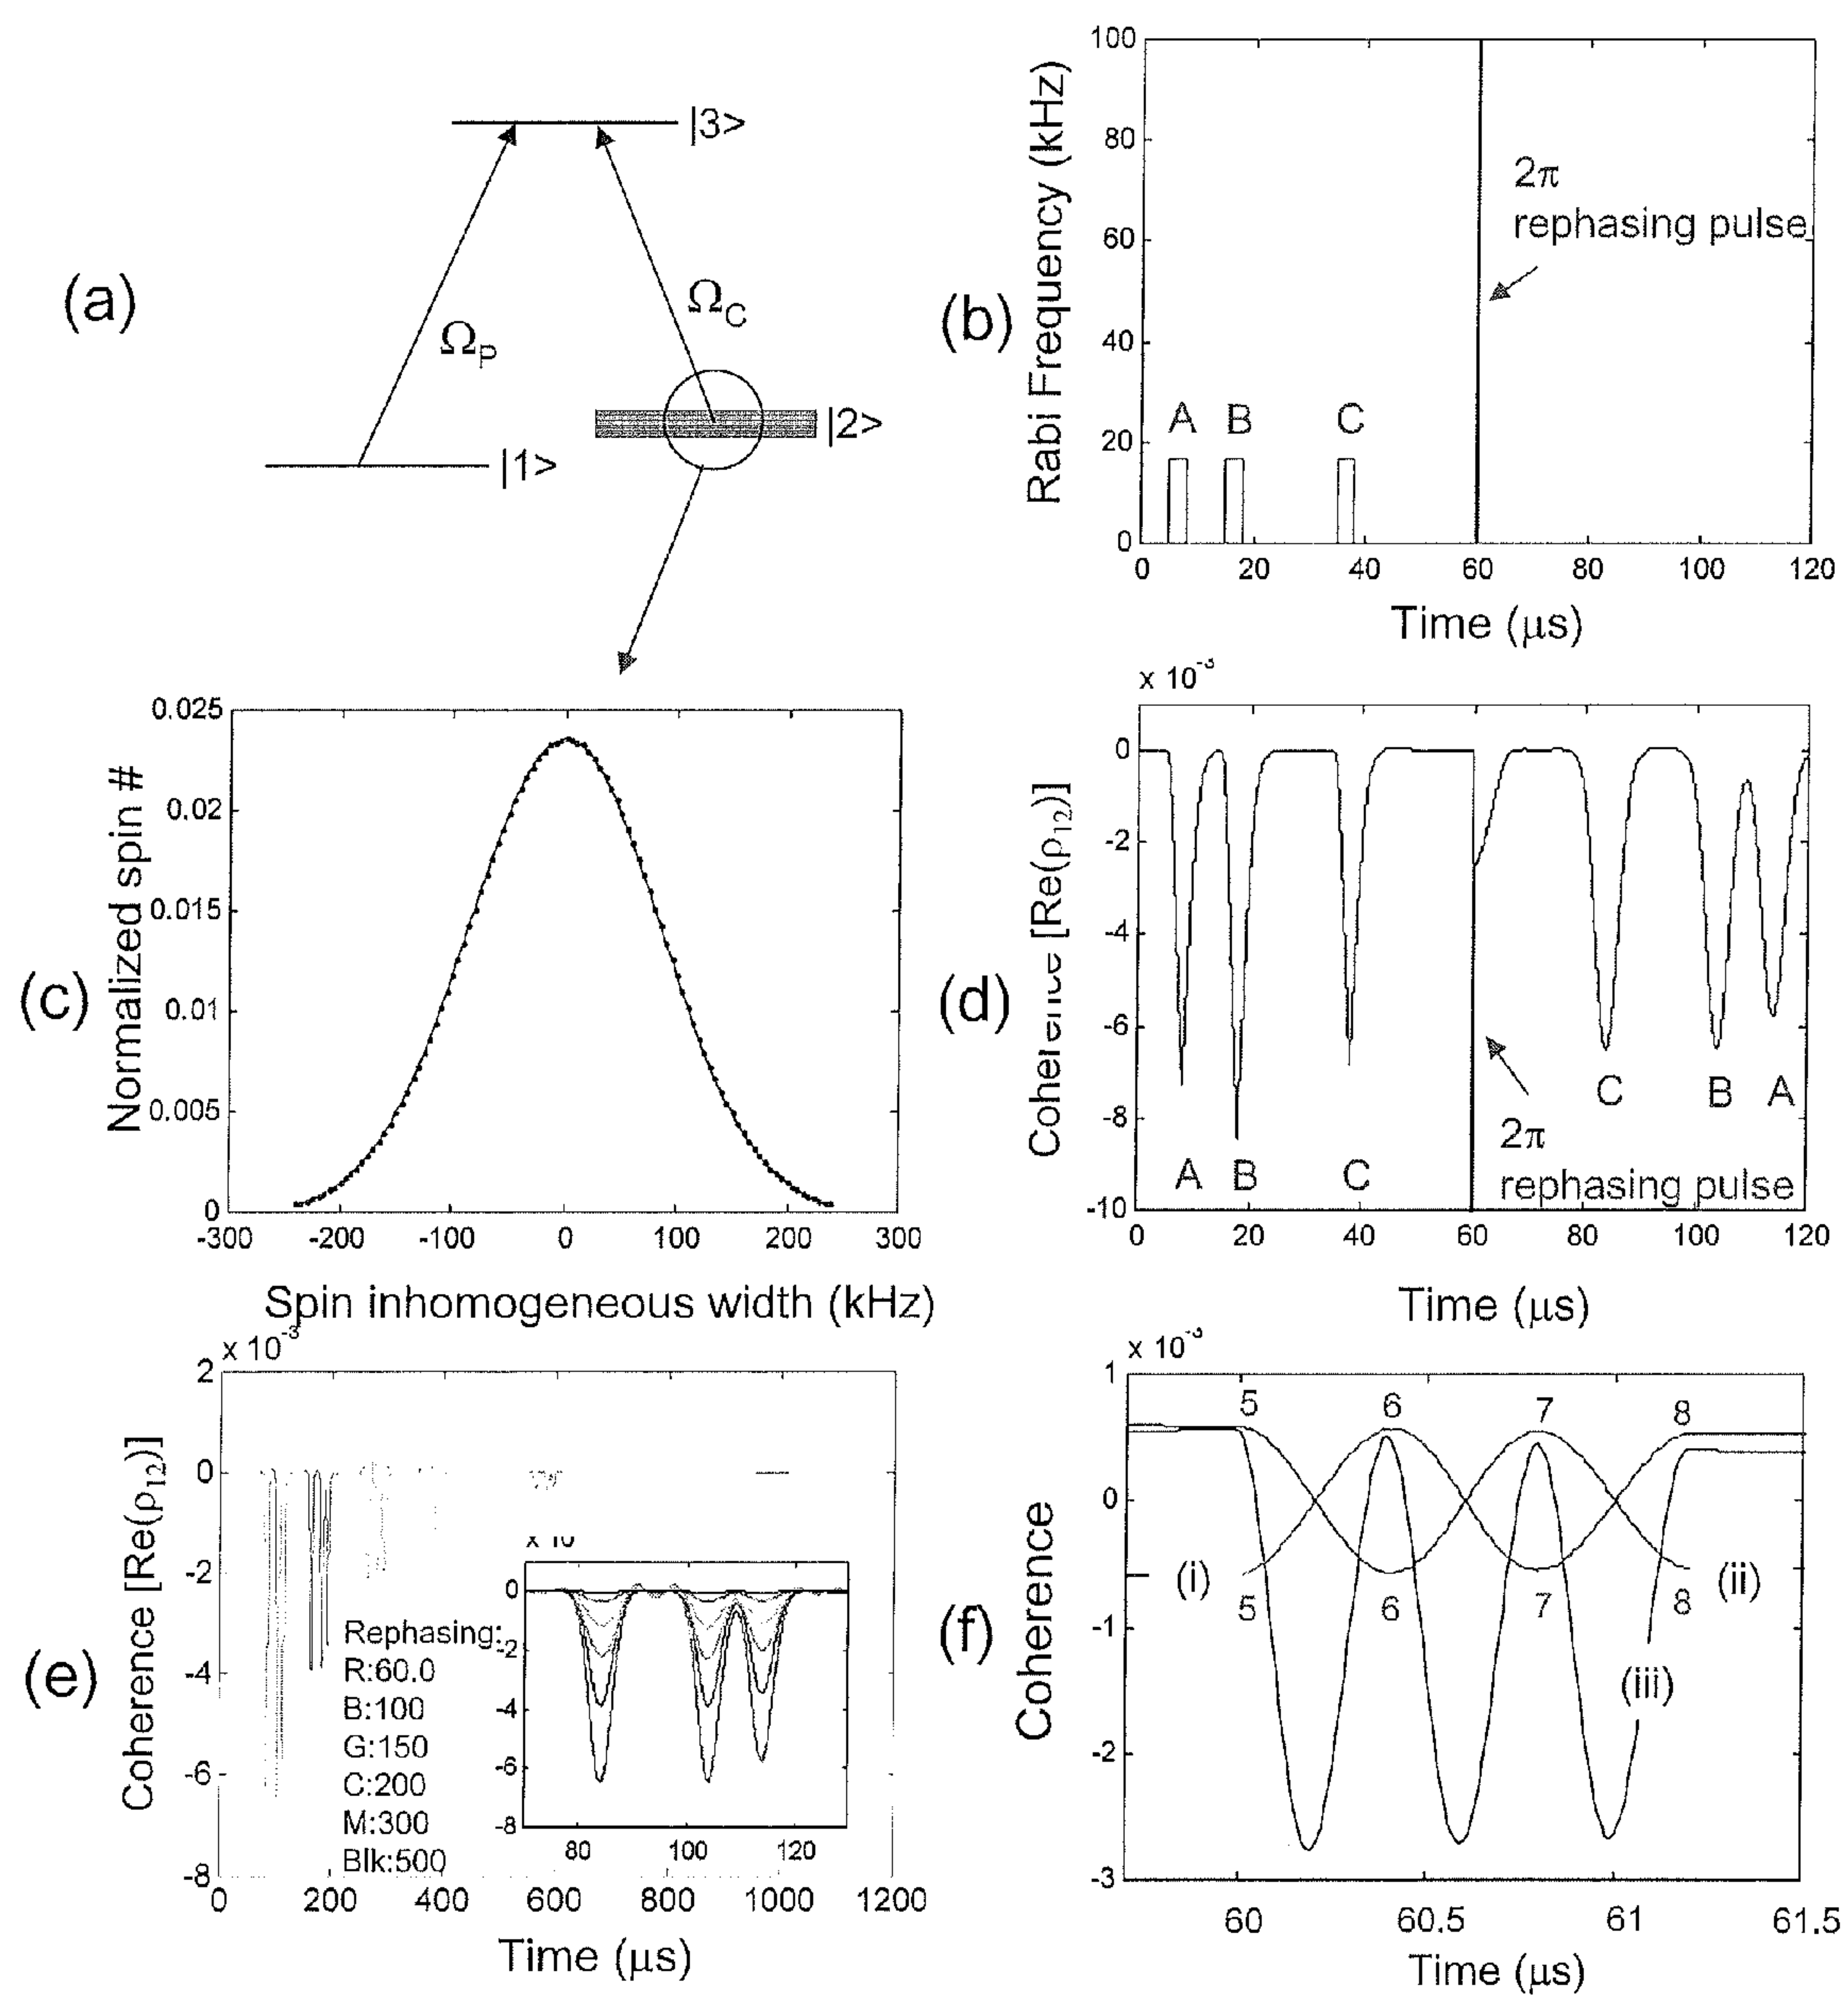 (a)
|3>
Ω_P
Ω_C
|2>
|1>
(b)
Rabi Frequency (kHz)
100
80
60
40
20
0
2π
rephasing pulse
A B C
0 20 40 60 80 100 120
Time (μs)
(c)
Normalized spin #
0.025
0.02
0.015
0.01
0.005
0
-300 -200 -100 0 100 200 300
Spin inhomogeneous width (kHz)
(d)
x 10
Coherence [Re(ρ₁₂)]
0
-2
-4
-6
-8
-10
A B C
C B A
2π
rephasing pulse
0 20 40 60 80 100 120
Time (μs)
(e)
x 10⁻³
Coherence [Re(ρ₁₂)]
2
0
-2
-4
-6
-8
Rephasing:
R:60.0
B:100
G:150
C:200
M:300
Blk:500
x 10
0
-2
-4
-6
-8
80 100 120
0 200 400 600 800 1000 1200
Time (μs)
(f)
x 10
Coherence
1
0
-1
-2
-3
5 6 7 8
(i) (ii)
5 6 7 8
(iii)
60 60.5 61 61.5
Time (μs)